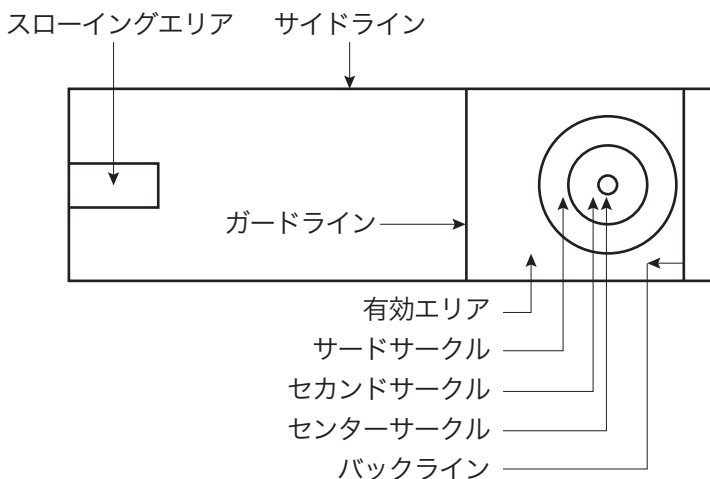 スローイングエリア
サイドライン
ガードライン
有効エリア
サードサークル
セカンドサークル
センターサークル
バックライン